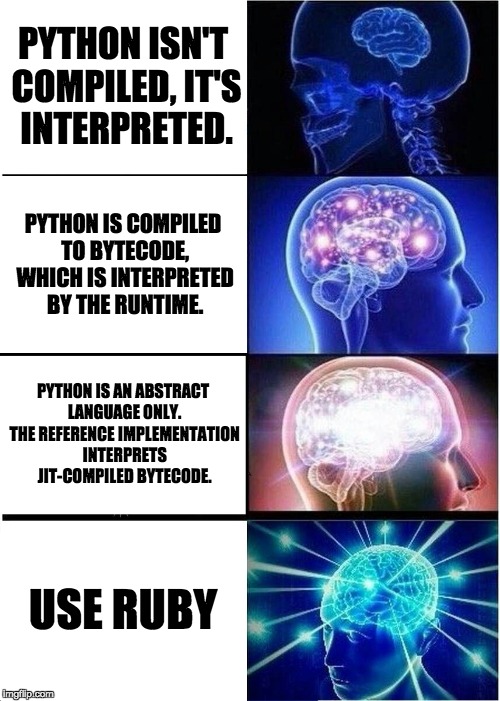 PYTHON ISN'T
COMPILED, IT'S
INTERPRETED.
PYTHON IS COMPILED
TO BYTECODE,
WHICH IS INTERPRETED
BY THE RUNTIME.
PYTHON IS AN ABSTRACT
LANGUAGE ONLY.
THE REFERENCE IMPLEMENTATION
INTERPRETS
JIT-COMPILED BYTECODE.
USE RUBY
imgflip.com